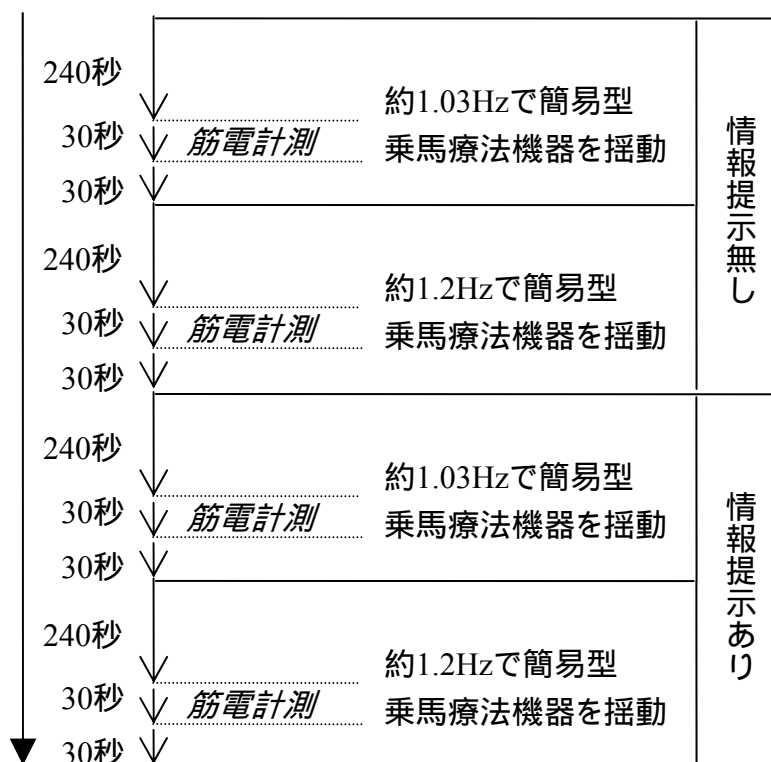 240秒
約1.03Hzで簡易型
30秒 筋電計測 乗馬療法機器を揺動
30秒
240秒
約1.2Hzで簡易型
30秒 筋電計測 乗馬療法機器を揺動
30秒
情報提示無し
240秒
約1.03Hzで簡易型
30秒 筋電計測 乗馬療法機器を揺動
30秒
240秒
約1.2Hzで簡易型
30秒 筋電計測 乗馬療法機器を揺動
30秒
情報提示あり